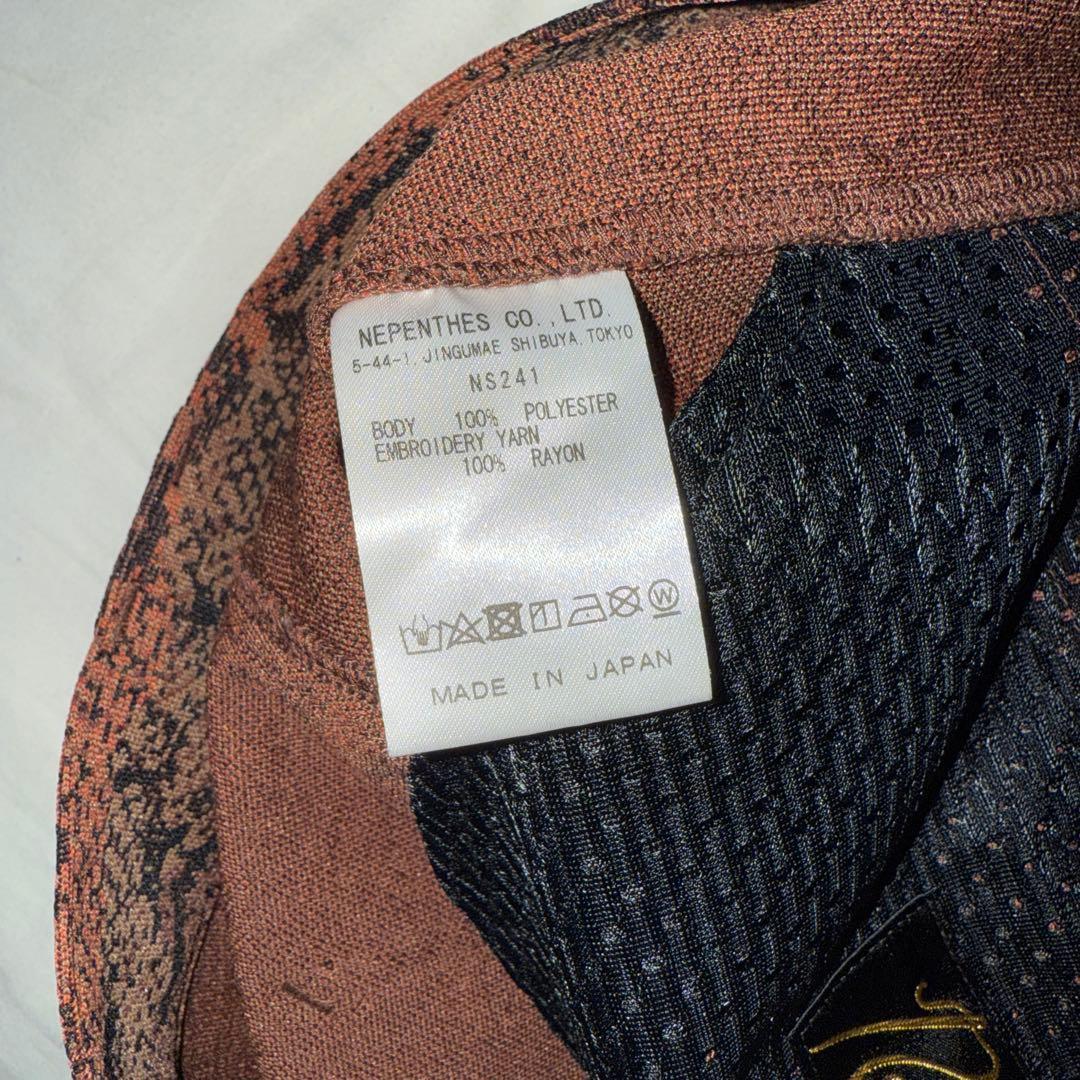 NEPENTHES CO.,LTD.
5-44-1, JINGUMAE SHIBUYA, TOKYO
NS241
BODY 100% POLYESTER
EMBROIDERY YARN
100% RAYON
W
MADE IN JAPAN
L